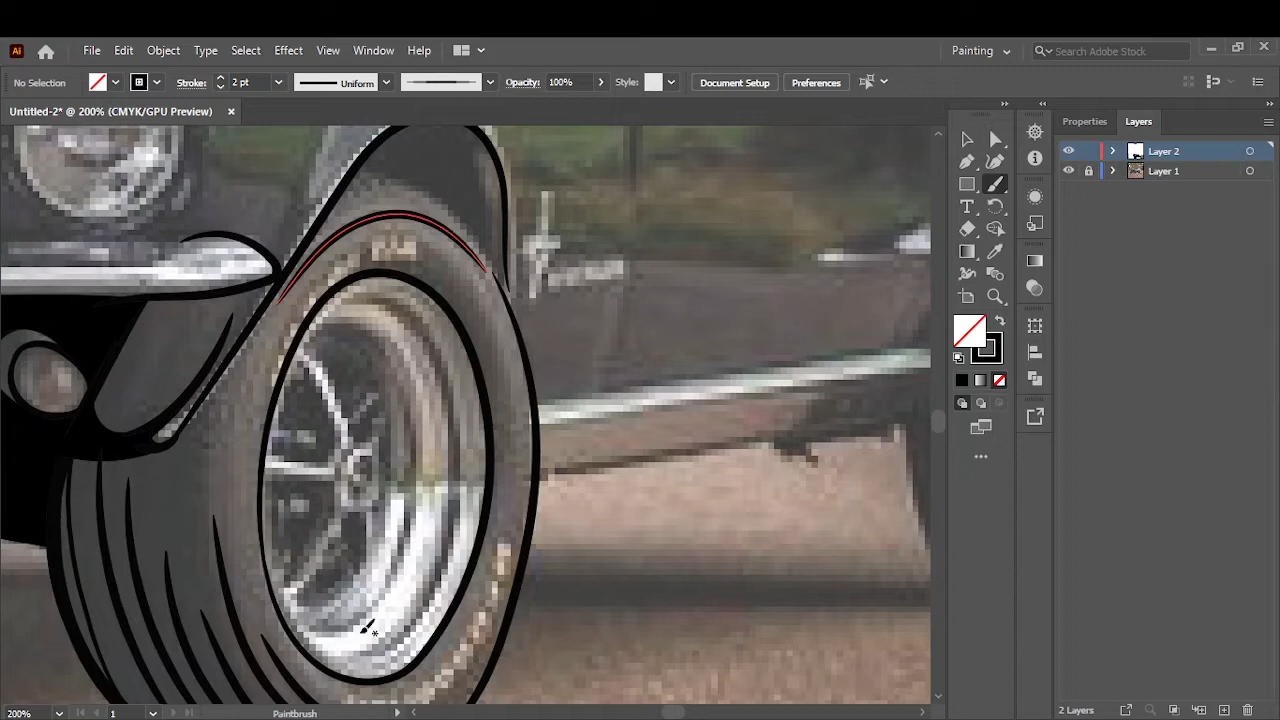 Ai File Edit Object Type Select Effect View Window Help Painting Search Adobe Stock
No Selection Stroke: 2 pt Uniform Opacity: 100% Style: Document Setup Preferences
Untitled-2* @ 200% (CMYK/GPU Preview)
Properties Layers
Layer 2
Layer 1
200% 1 Paintbrush 2 Layers